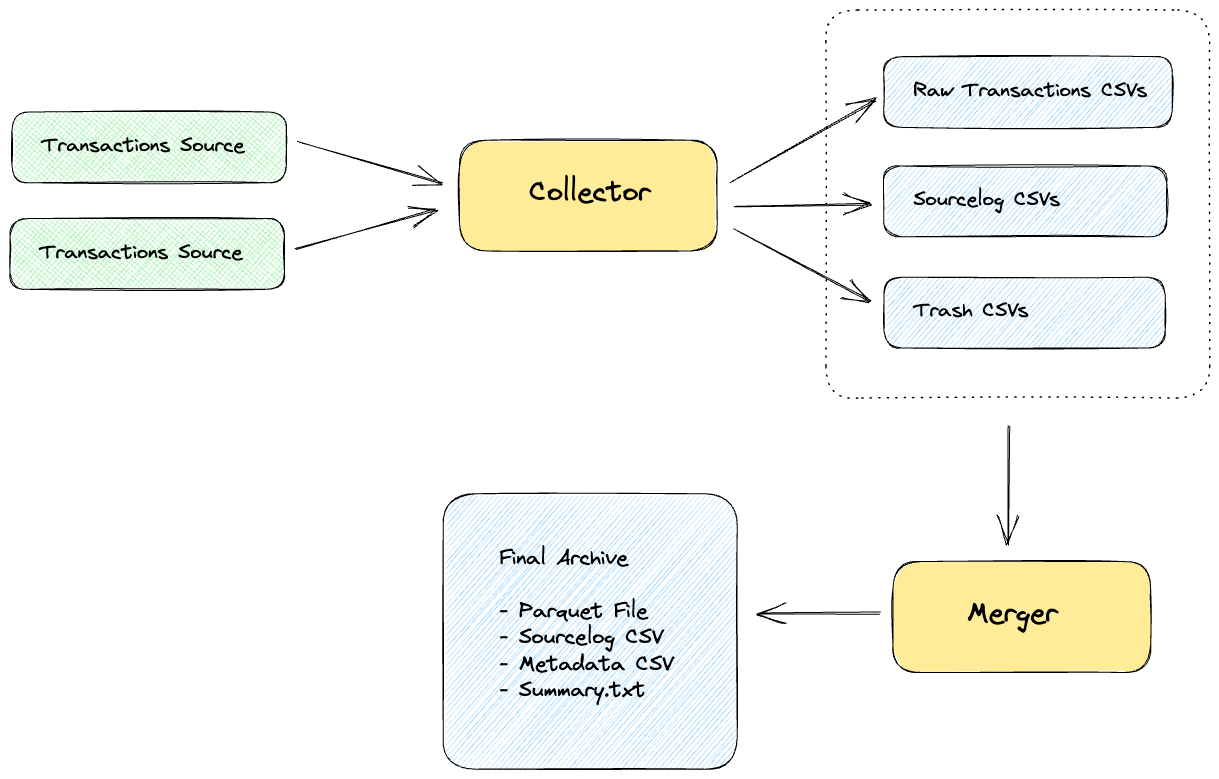 Transactions Source
Transactions Source
Collector
Raw Transactions CSVs
Sourcelog CSVs
Trash CSVs
Merger
Final Archive
- Parquet File
- Sourcelog CSV
- Metadata CSV
- Summary.txt